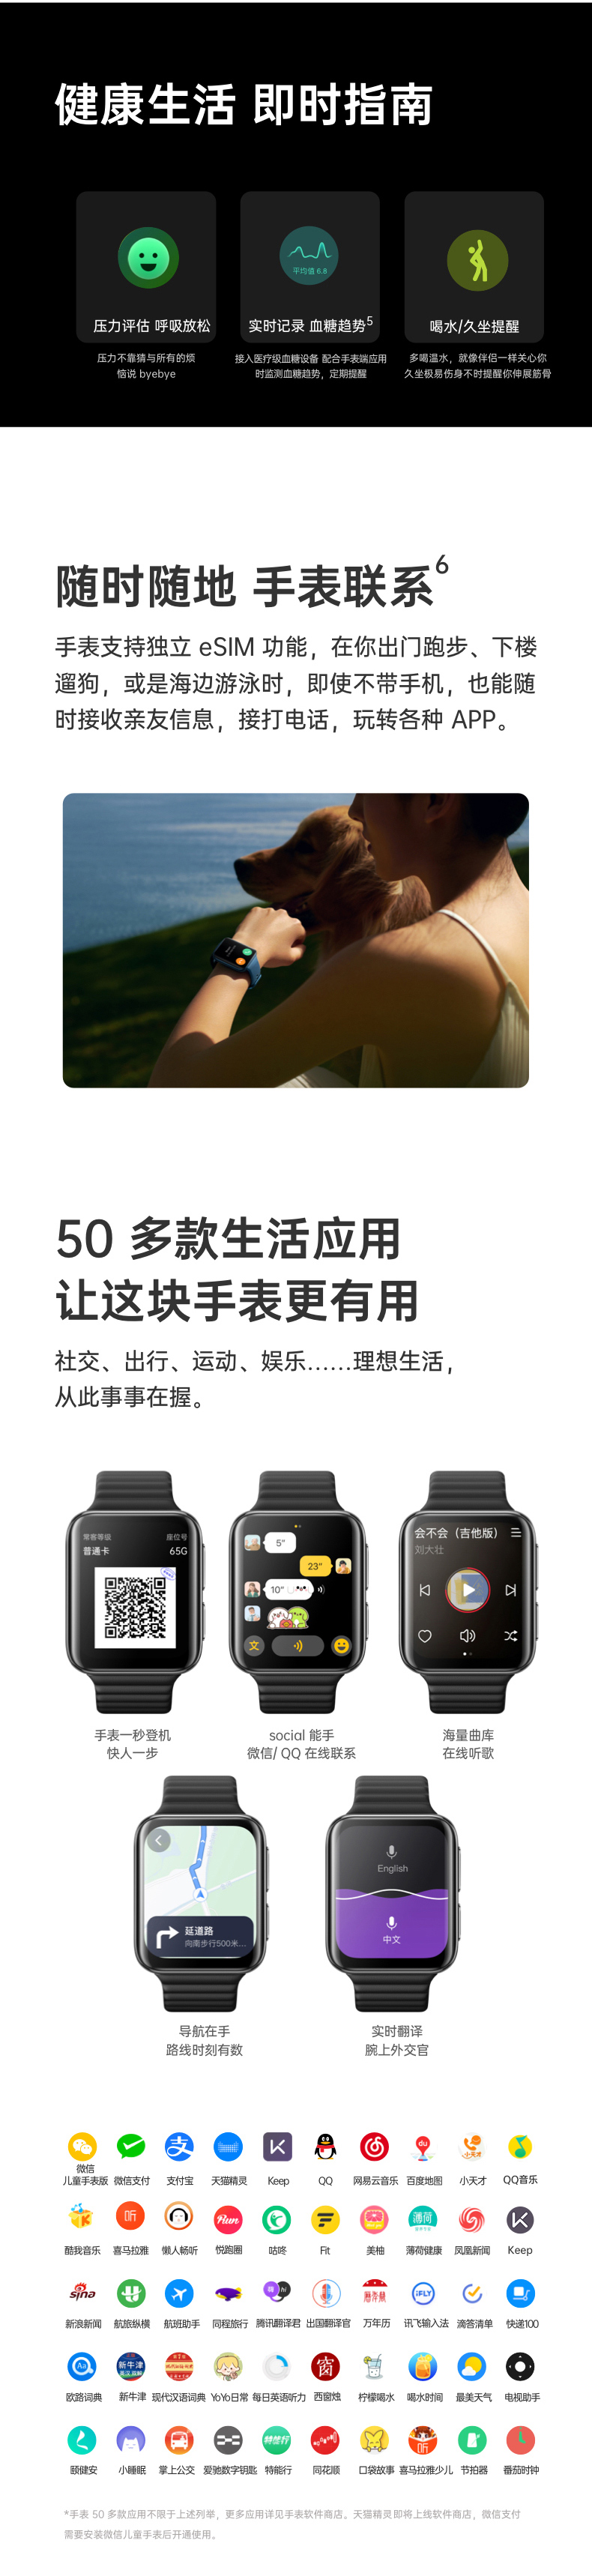 健康生活 即时指南
平均值 6.8
压力评估 呼吸放松
实时记录 血糖趋势5
喝水/久坐提醒
压力不靠猜与所有的烦
恼说 byebye
接入医疗级血糖设备 配合手表端应用
时监测血糖趋势，定期提醒
多喝温水，就像伴侣一样关心你
久坐极易伤身不时提醒你伸展筋骨
随时随地 手表联系6
手表支持独立 eSIM 功能，在你出门跑步、下楼
遛狗，或是海边游泳时，即使不带手机，也能随
时接收亲友信息，接打电话，玩转各种 APP。
50 多款生活应用
让这块手表更有用
社交、出行、运动、娱乐……理想生活，
从此事事在握。
常客等级 座位号
普通卡 65G
5"
23"
10"
文
会不会（吉他版）
刘大壮
手表一秒登机
快人一步
social 能手
微信/ QQ 在线联系
海量曲库
在线听歌
延道路
向南步行500米...
English
中文
导航在手
路线时刻有数
实时翻译
腕上外交官
微信
儿童手表版 微信支付 支付宝 天猫精灵 Keep QQ 网易云音乐 百度地图 小天才 QQ音乐
酷我音乐 喜马拉雅 懒人畅听 悦跑圈 咕咚 Fit 美柚 薄荷健康 凤凰新闻 Keep
新浪新闻 航旅纵横 航班助手 同程旅行 腾讯翻译君 出国翻译官 万年历 讯飞输入法 滴答清单 快递100
欧路词典 新牛津 现代汉语词典 YoYo日常 每日英语听力 西窗烛 柠檬喝水 喝水时间 最美天气 电视助手
颐健安 小睡眠 掌上公交 爱驰数字钥匙 特能行 同花顺 口袋故事 喜马拉雅少儿 节拍器 番茄时钟
*手表 50 多款应用不限于上述列举，更多应用详见手表软件商店。天猫精灵即将上线软件商店，微信支付
需要安装微信儿童手表后开通使用。